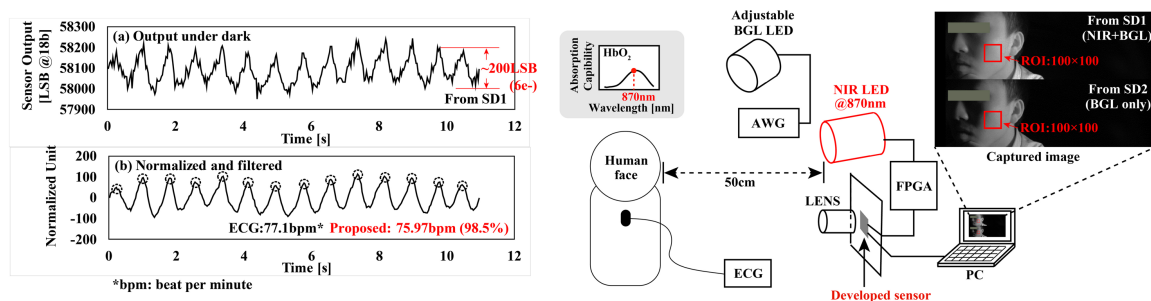 58300
58200
58100
58000
57900
Sensor Output
[LSB @18b]
(a) Output under dark
~200LSB
(6e-)
From SD1
0 2 4 6 8 10 12
Time [s]
200
100
0
-100
-200
Normalized Unit
(b) Normalized and filtered
ECG:77.1bpm* Proposed: 75.97bpm (98.5%)
0 2 4 6 8 10 12
Time [s]
*bpm: beat per minute
Absorption
Capibility
HbO2
870nm
Wavelength [nm]
Adjustable
BGL LED
AWG
NIR LED
@870nm
Human
face
50cm
LENS
FPGA
ECG
PC
Developed sensor
From SD1
(NIR+BGL)
ROI:100×100
From SD2
(BGL only)
ROI:100×100
Captured image